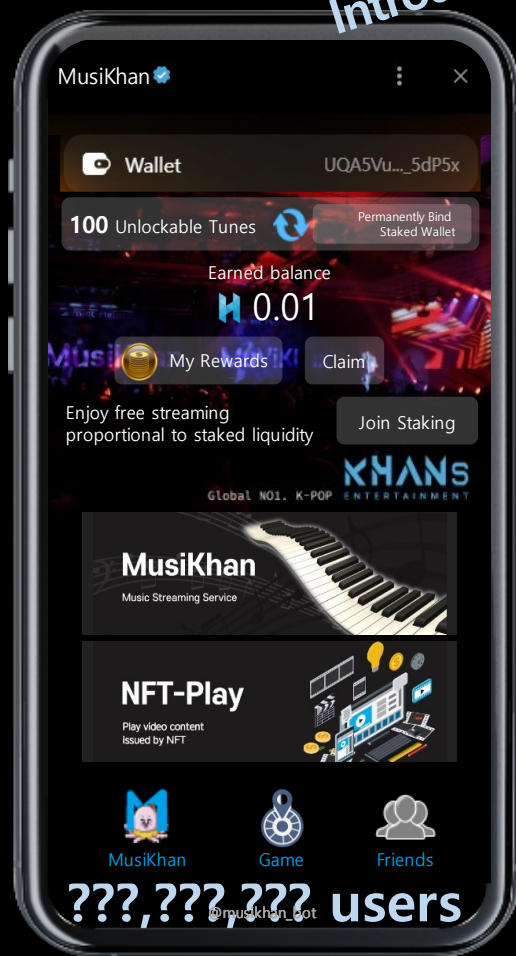 Intro
MusiKhan
Wallet UQA5Vu..._5dP5x
100 Unlockable Tunes Permanently Bind
Staked Wallet
Earned balance
0.01
My Rewards Claim
Enjoy free streaming
proportional to staked liquidity
Join Staking
KHANS
Global NO1. K-POP ENTERTAINMENT
MusiKhan
Music Streaming Service
NFT-Play
Play video content
issued by NFT
MusiKhan Game Friends
???,???,??? users
@musikhan_bot